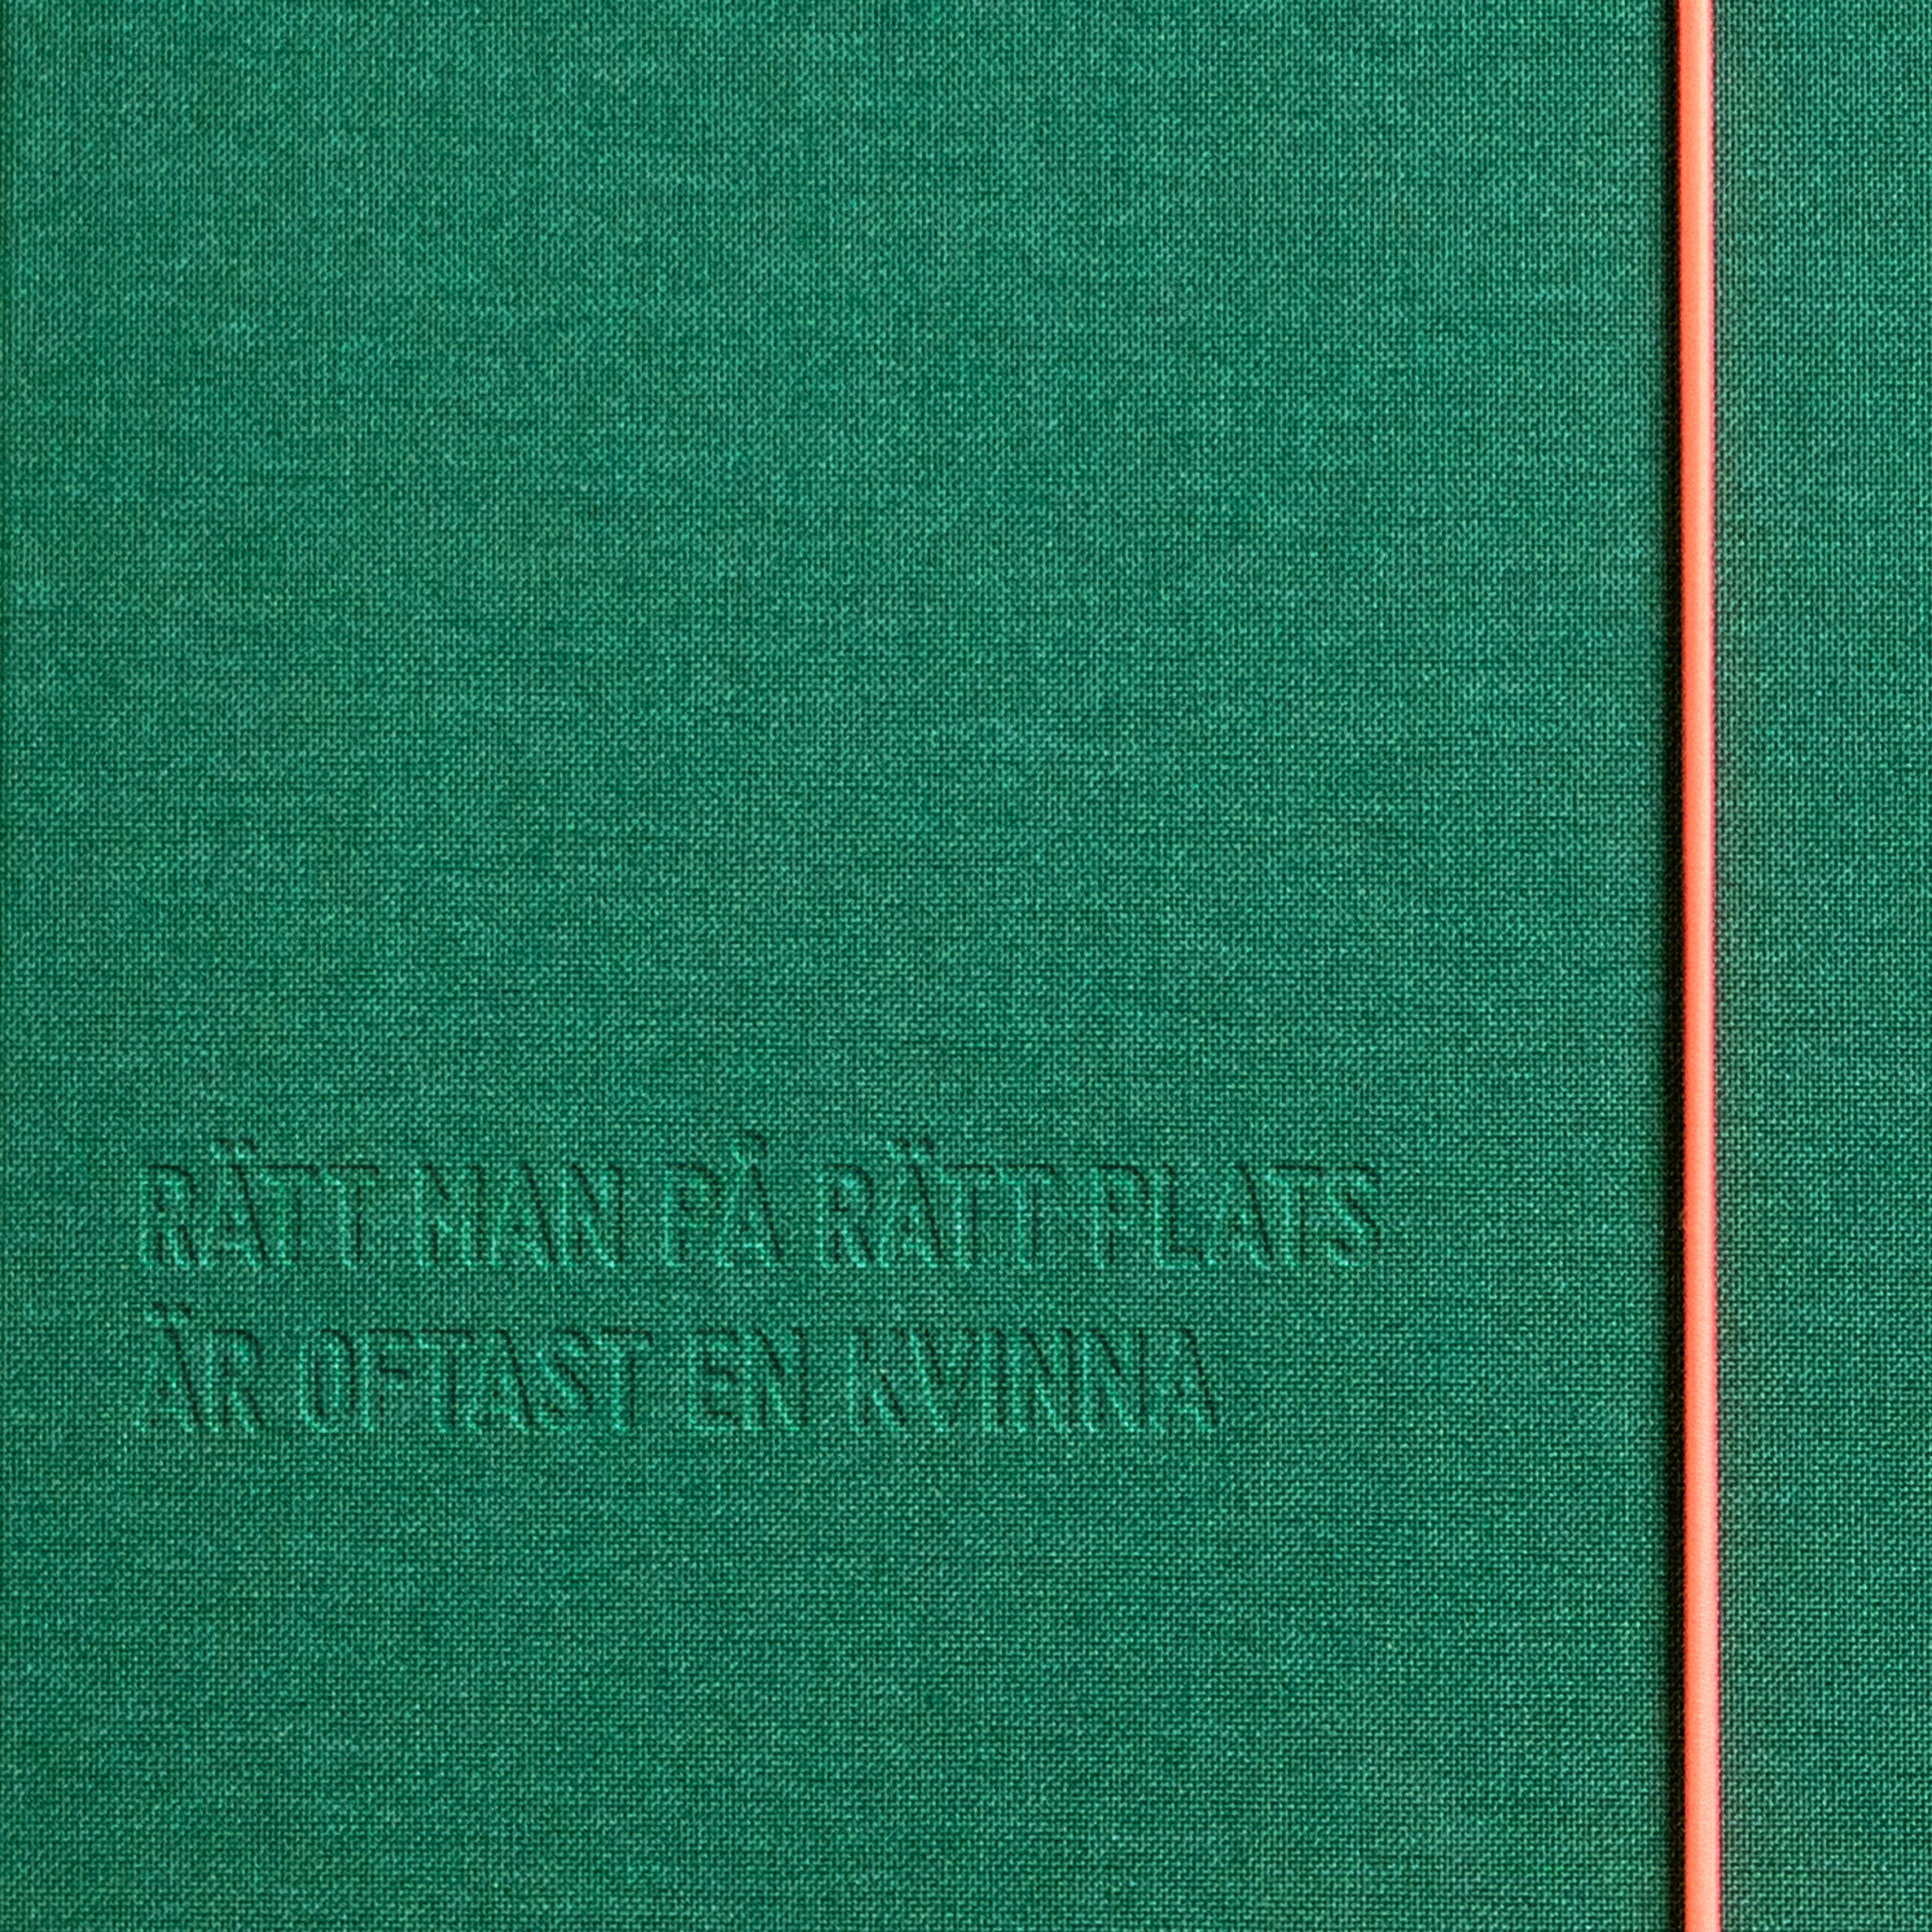 RÄTT MAN PÅ RÄTT PLATS
ÄR OFTAST EN KVINNA